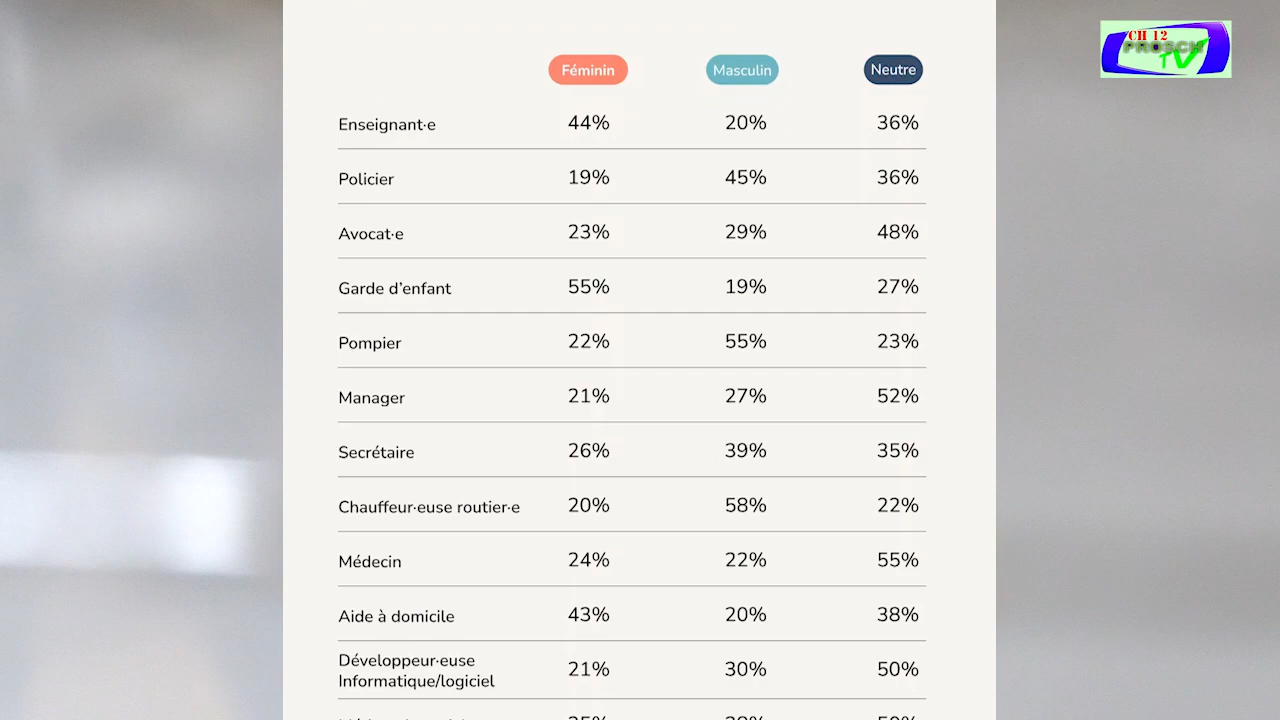 CH 12
PROSCH
TV
Féminin Masculin Neutre
Enseignant·e 44% 20% 36%
Policier 19% 45% 36%
Avocat·e 23% 29% 48%
Garde d’enfant 55% 19% 27%
Pompier 22% 55% 23%
Manager 21% 27% 52%
Secrétaire 26% 39% 35%
Chauffeur·euse routier·e 20% 58% 22%
Médecin 24% 22% 55%
Aide à domicile 43% 20% 38%
Développeur·euse
Informatique/logiciel 21% 30% 50%